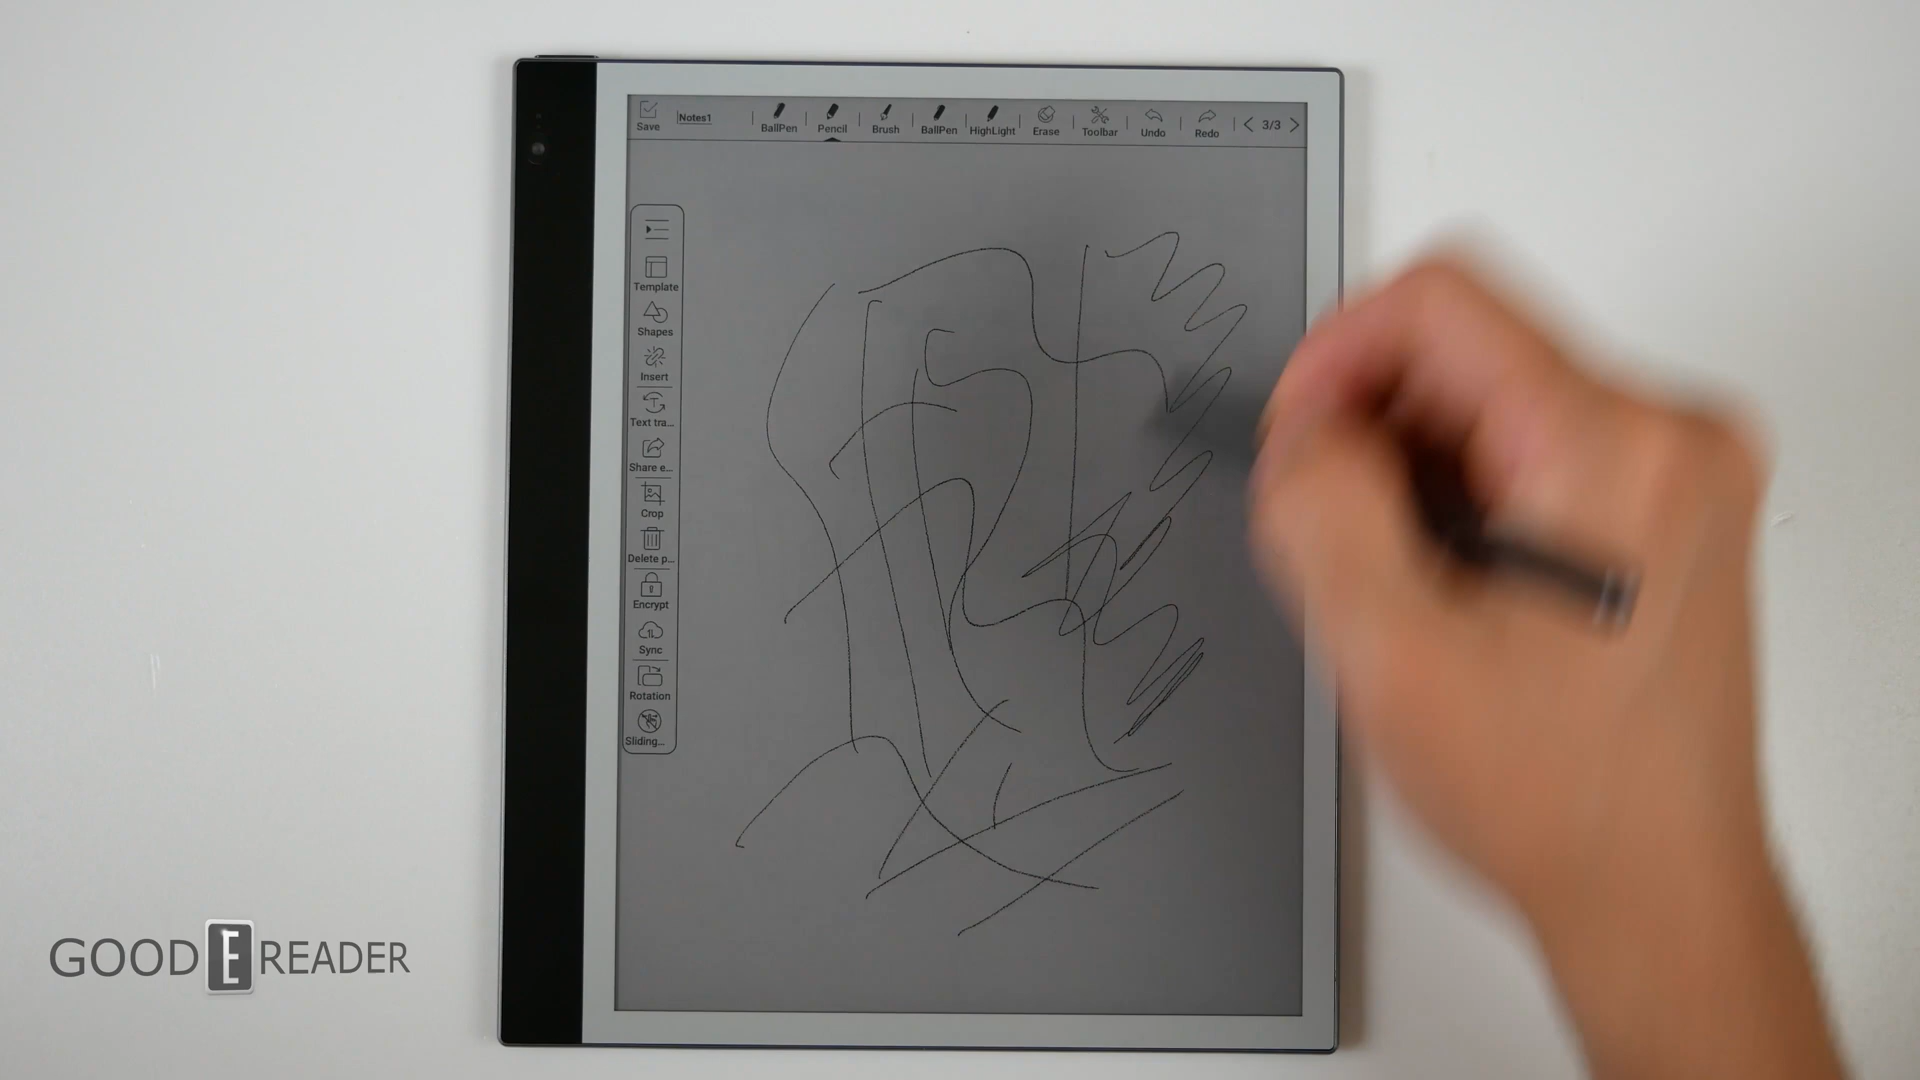 Save
Notes1
BallPen
Pencil
Brush
BallPen
HighLight
Erase
Toolbar
Undo
Redo
3/3
Template
Shapes
Insert
Text tra...
Share e...
Crop
Delete p...
Encrypt
Sync
Rotation
Sliding...
GOOD E READER